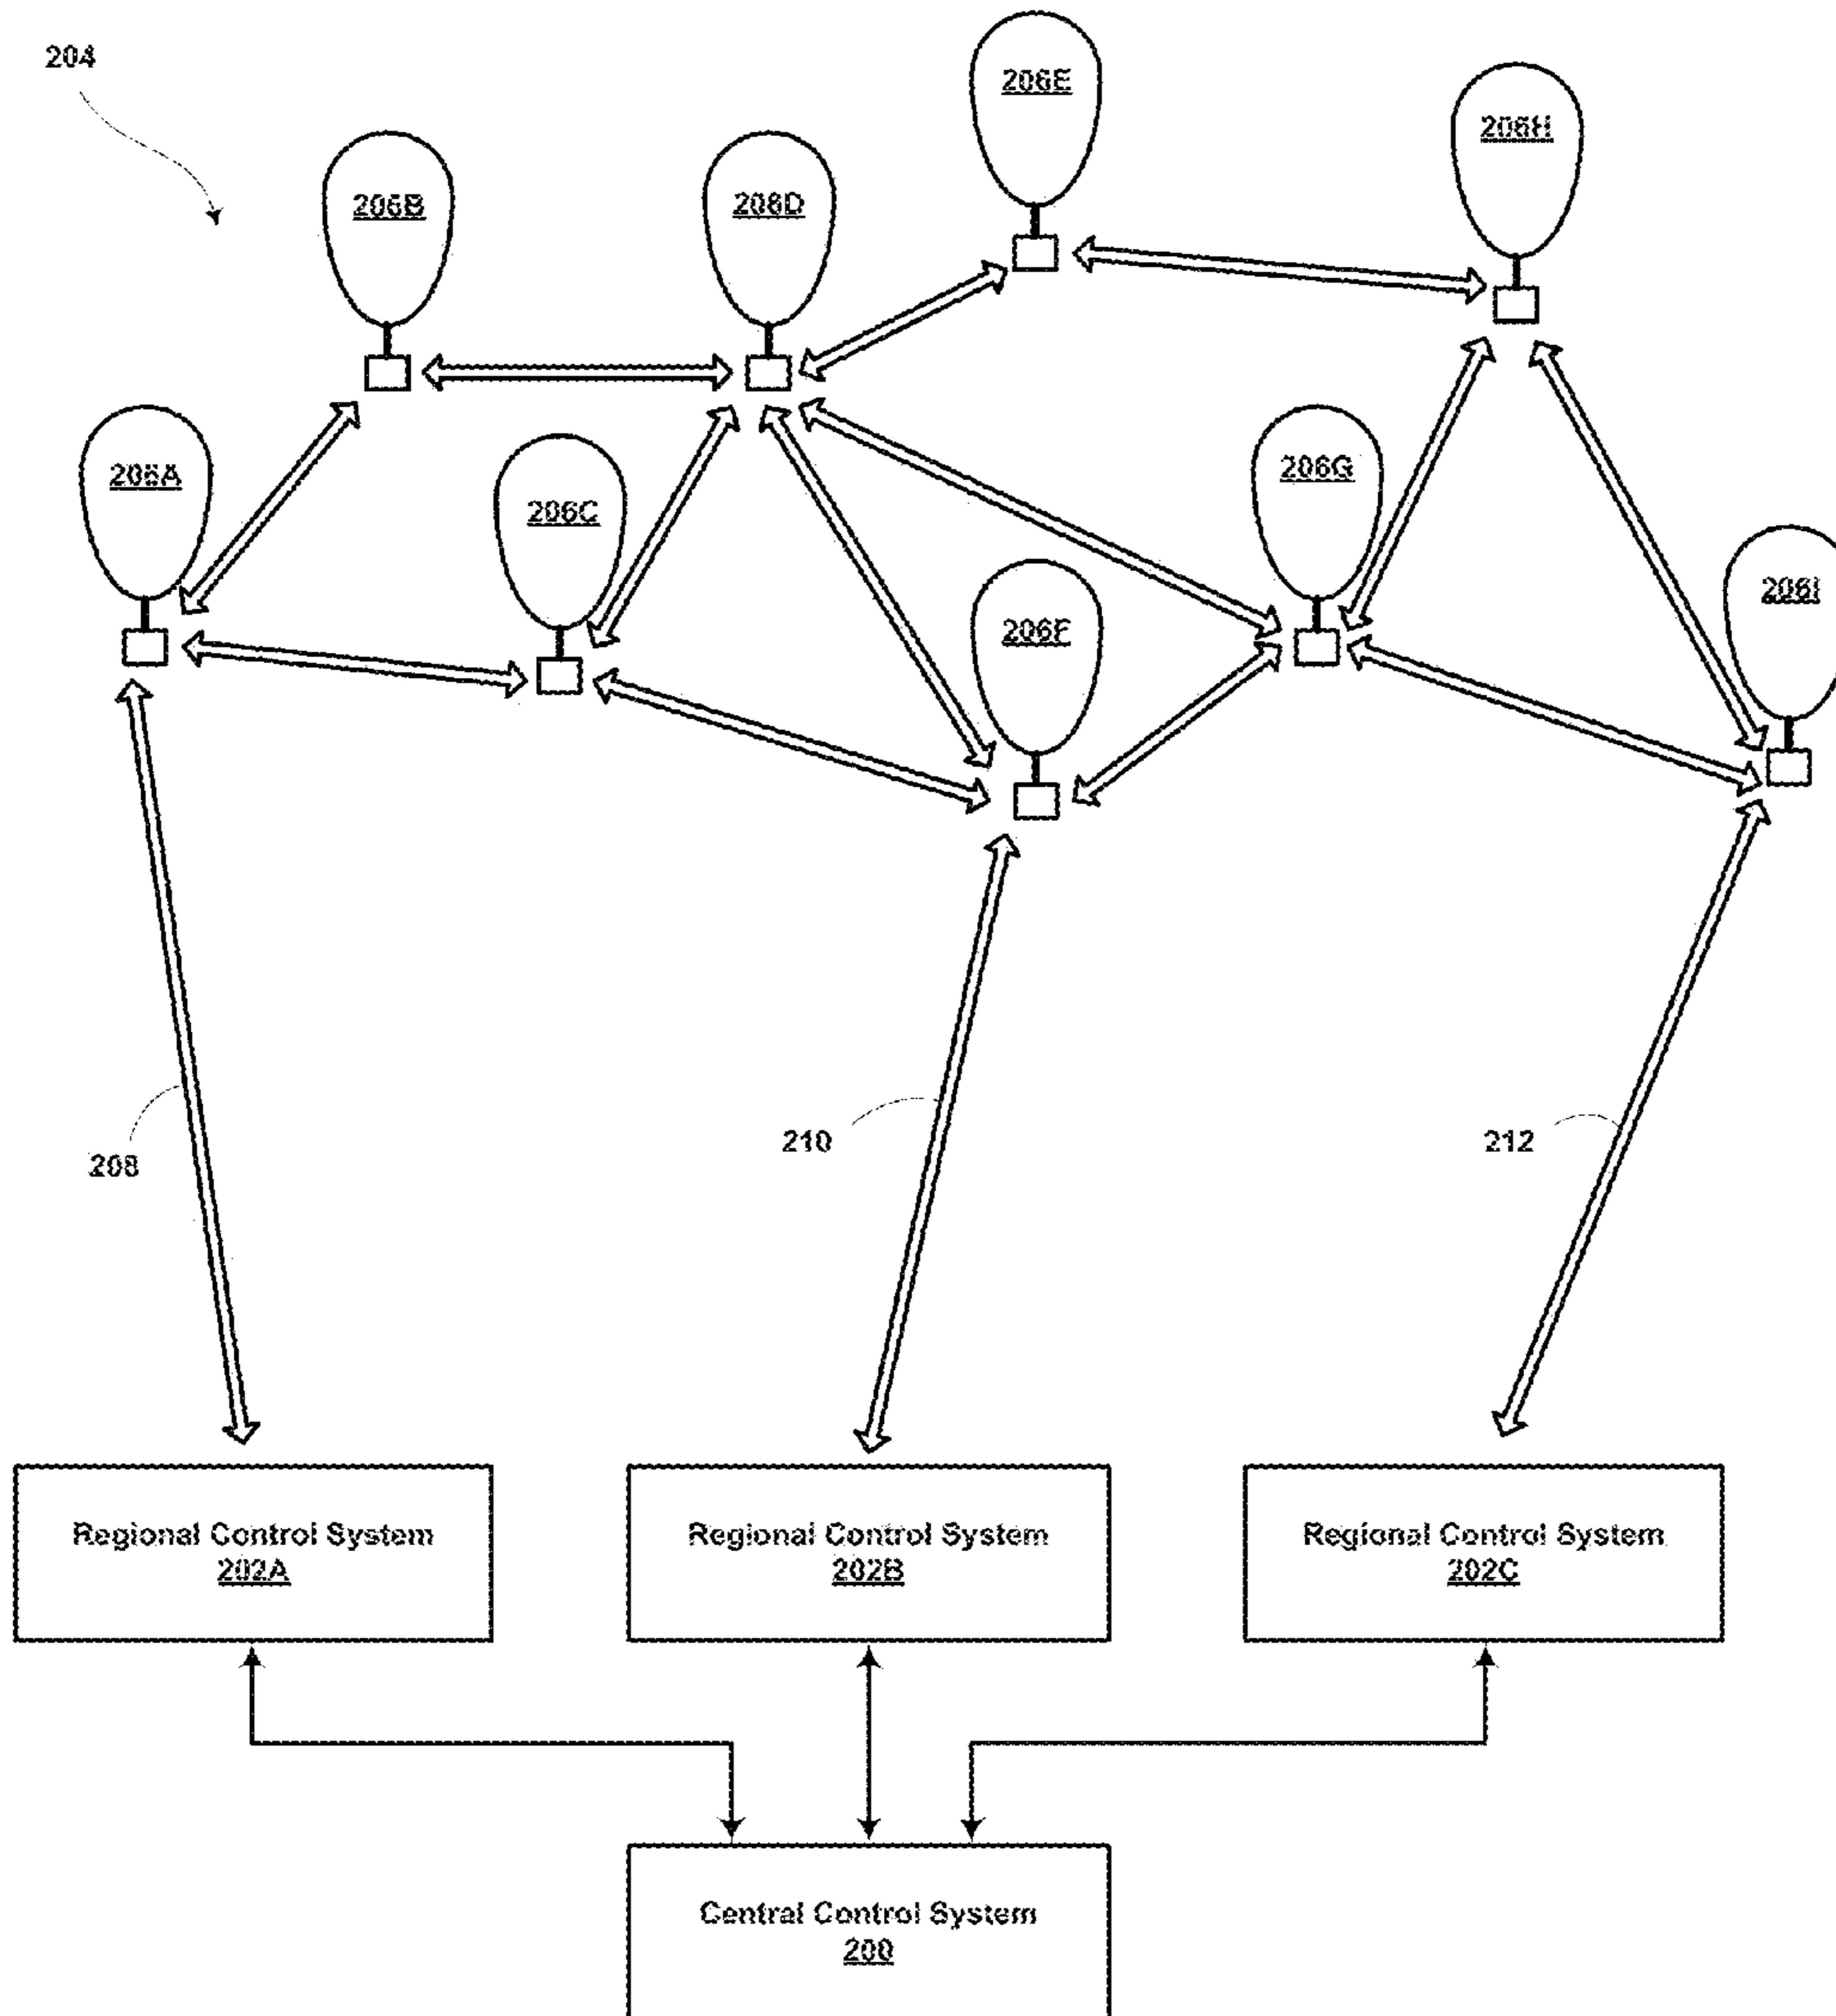 204
206E
206H
206B
206D
206A
206G
206C
206I
206F
208
210
212
Regional Control System
202A
Regional Control System
202B
Regional Control System
202C
Central Control System
200